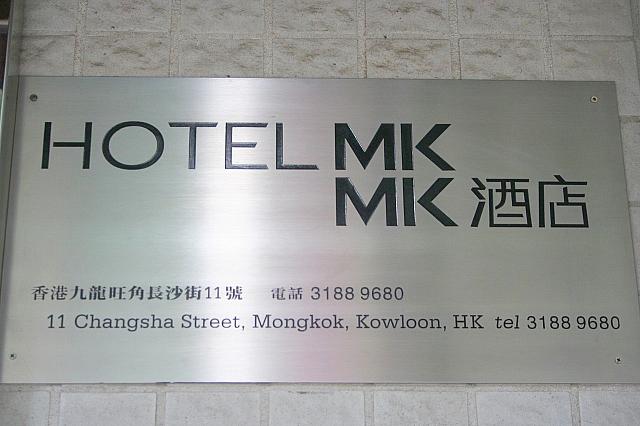 HOTEL MK
MK 酒店
香港九龍旺角長沙街11號 電話 3188 9680
11 Changsha Street, Mongkok, Kowloon, HK tel 3188 9680